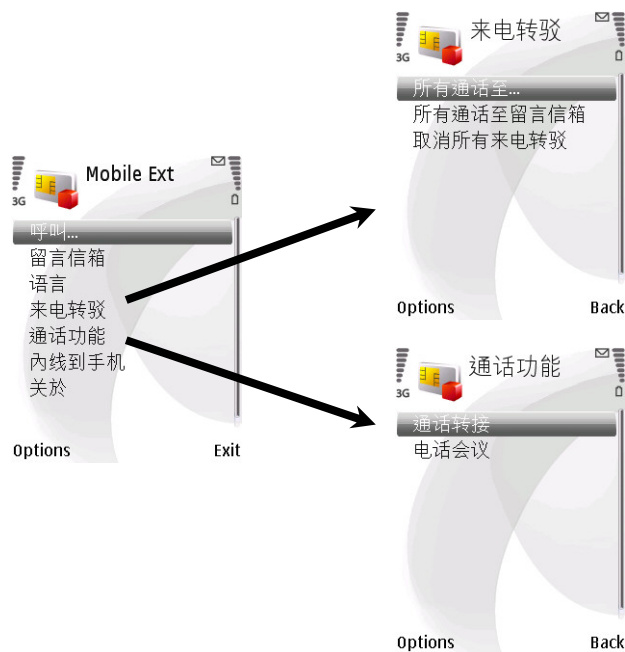 3G
Mobile Ext
呼叫...
留言信箱
语言
来电转驳
通话功能
內线到手机
关於
Options
Exit
3G
来电转驳
所有通话至...
所有通话至留言信箱
取消所有来电转驳
Options
Back
3G
通话功能
通话转接
电话会议
Options
Back